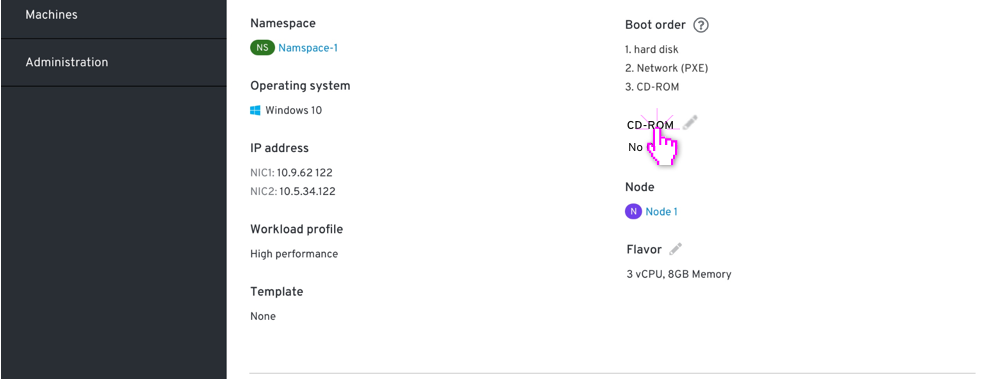 Machines
Administration
Namespace
NS Namspace-1
Operating system
Windows 10
IP address
NIC1: 10.9.62 122
NIC2: 10.5.34.122
Workload profile
High performance
Template
None
Boot order ?
1. hard disk
2. Network (PXE)
3. CD-ROM
CD-ROM
No
Node
N Node 1
Flavor
3 vCPU, 8GB Memory